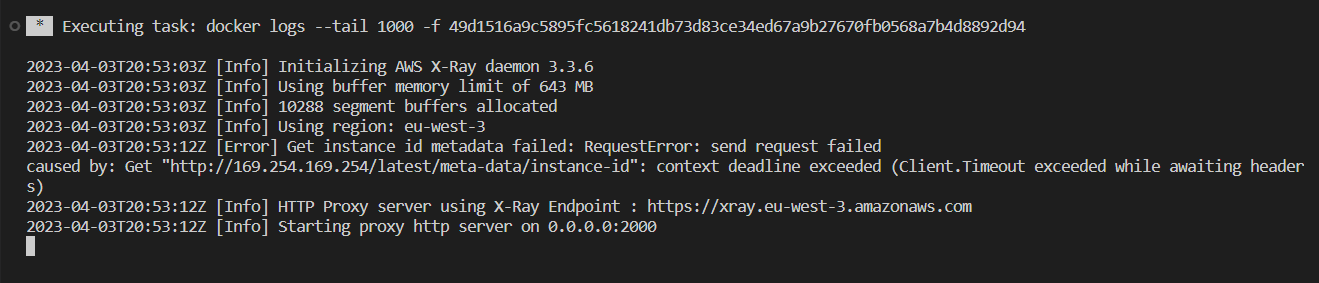 * Executing task: docker logs --tail 1000 -f 49d1516a9c5895fc5618241db73d83ce34ed67a9b27670fb0568a7b4d8892d94
2023-04-03T20:53:03Z [Info] Initializing AWS X-Ray daemon 3.3.6
2023-04-03T20:53:03Z [Info] Using buffer memory limit of 643 MB
2023-04-03T20:53:03Z [Info] 10288 segment buffers allocated
2023-04-03T20:53:03Z [Info] Using region: eu-west-3
2023-04-03T20:53:12Z [Error] Get instance id metadata failed: RequestError: send request failed
caused by: Get "http://169.254.169.254/latest/meta-data/instance-id": context deadline exceeded (Client.Timeout exceeded while awaiting header
s)
2023-04-03T20:53:12Z [Info] HTTP Proxy server using X-Ray Endpoint : https://xray.eu-west-3.amazonaws.com
2023-04-03T20:53:12Z [Info] Starting proxy http server on 0.0.0.0:2000